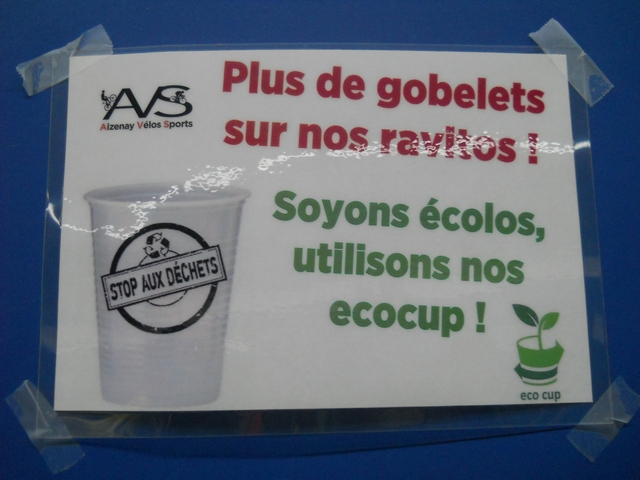 AVS
Aizenay Vélos Sports
Plus de gobelets
sur nos ravitos !
STOP AUX DÉCHETS
Soyons écolos,
utilisons nos
ecocup !
eco cup